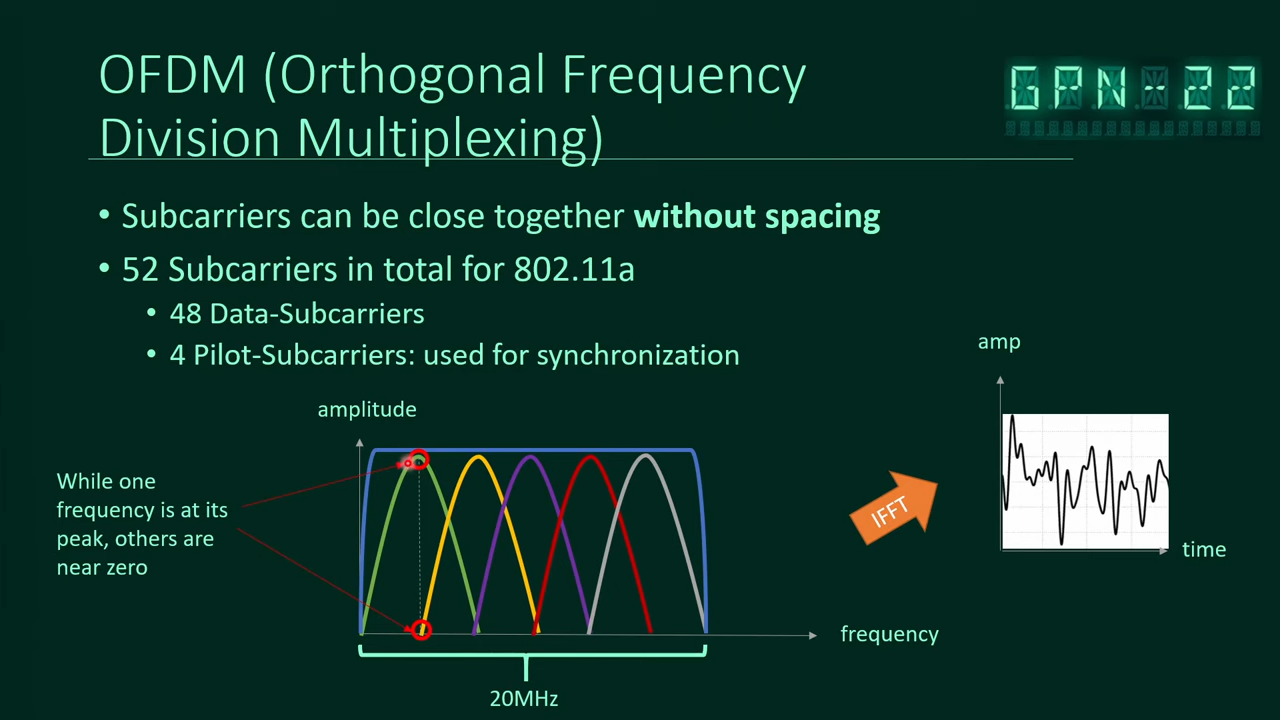 OFDM (Orthogonal Frequency
Division Multiplexing)
GPN-22
• Subcarriers can be close together without spacing
• 52 Subcarriers in total for 802.11a
• 48 Data-Subcarriers
• 4 Pilot-Subcarriers: used for synchronization
amp
amplitude
While one
frequency is at its
peak, others are
near zero
IFFT
time
frequency
20MHz